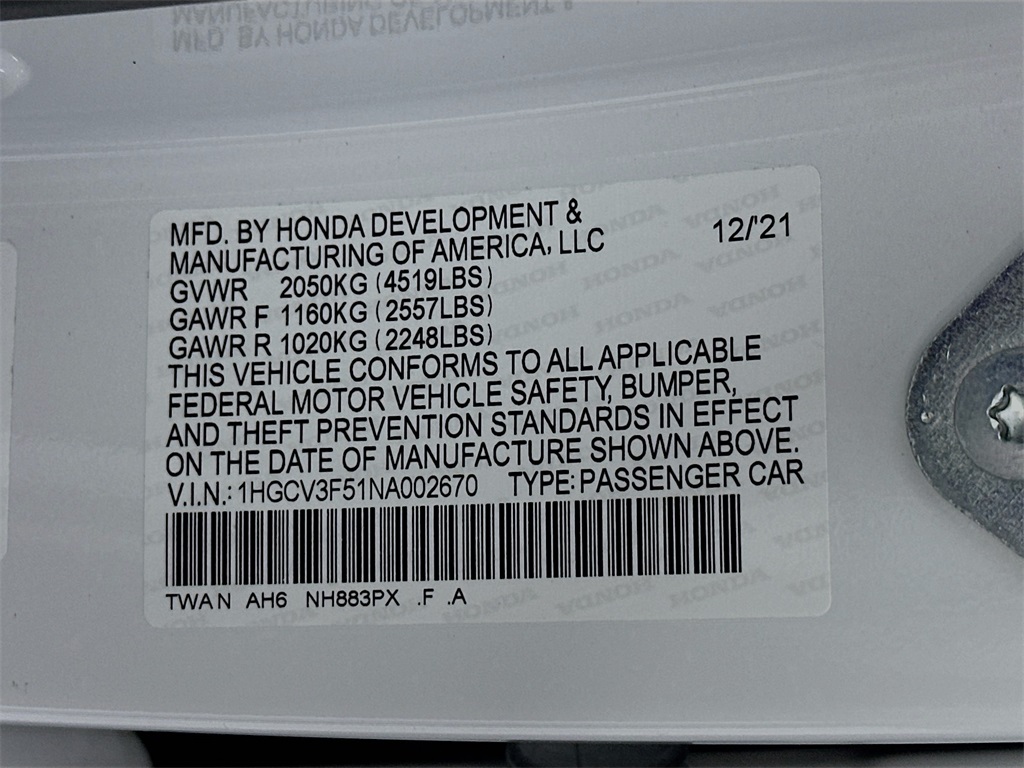 MFD. BY HONDA DEVELOPMENT &
MANUFACTURING OF AMERICA, LLC
12/'21
GVWR 2050KG (4519LBS)
GAWR F 1160KG (2557LBS)
GAWR R 1020KG (2248LBS)
THIS VEHICLE CONFORMS TO ALL APPLICABLE
FEDERAL MOTOR VEHICLE SAFETY, BUMPER,
AND THEFT PREVENTION STANDARDS IN EFFECT
ON THE DATE OF MANUFACTURE SHOWN ABOVE.
V.I.N.: 1HGCV3F51NA002670 TYPE: PASSENGER CAR
TWAN AH6 NH883PX .F .A